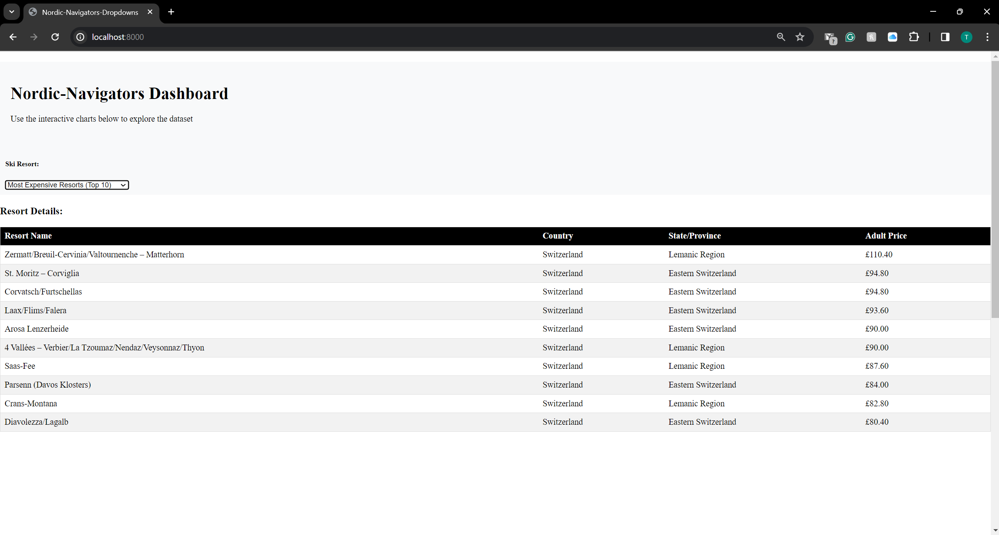 Nordic-Navigators-Dropdowns
localhost:8000
?
T
Nordic-Navigators Dashboard
Use the interactive charts below to explore the dataset
Ski Resort:
Most Expensive Resorts (Top 10)
Resort Details:
Resort Name Country State/Province Adult Price
Zermatt/Breuil-Cervinia/Valtournenche – Matterhorn Switzerland Lemanic Region £110.40
St. Moritz – Corviglia Switzerland Eastern Switzerland £94.80
Corvatsch/Furtschellas Switzerland Eastern Switzerland £94.80
Laax/Flims/Falera Switzerland Eastern Switzerland £93.60
Arosa Lenzerheide Switzerland Eastern Switzerland £90.00
4 Vallées – Verbier/La Tzoumaz/Nendaz/Veysonnaz/Thyon Switzerland Lemanic Region £90.00
Saas-Fee Switzerland Lemanic Region £87.60
Parsenn (Davos Klosters) Switzerland Eastern Switzerland £84.00
Crans-Montana Switzerland Lemanic Region £82.80
Diavolezza/Lagalb Switzerland Eastern Switzerland £80.40